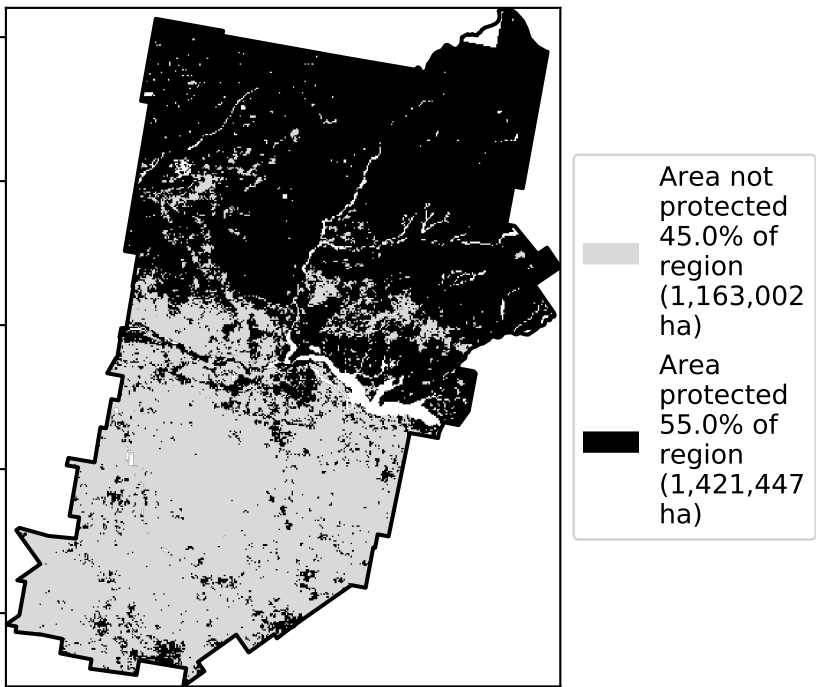 Area not
protected
45.0% of
region
(1,163,002
ha)
Area
protected
55.0% of
region
(1,421,447
ha)